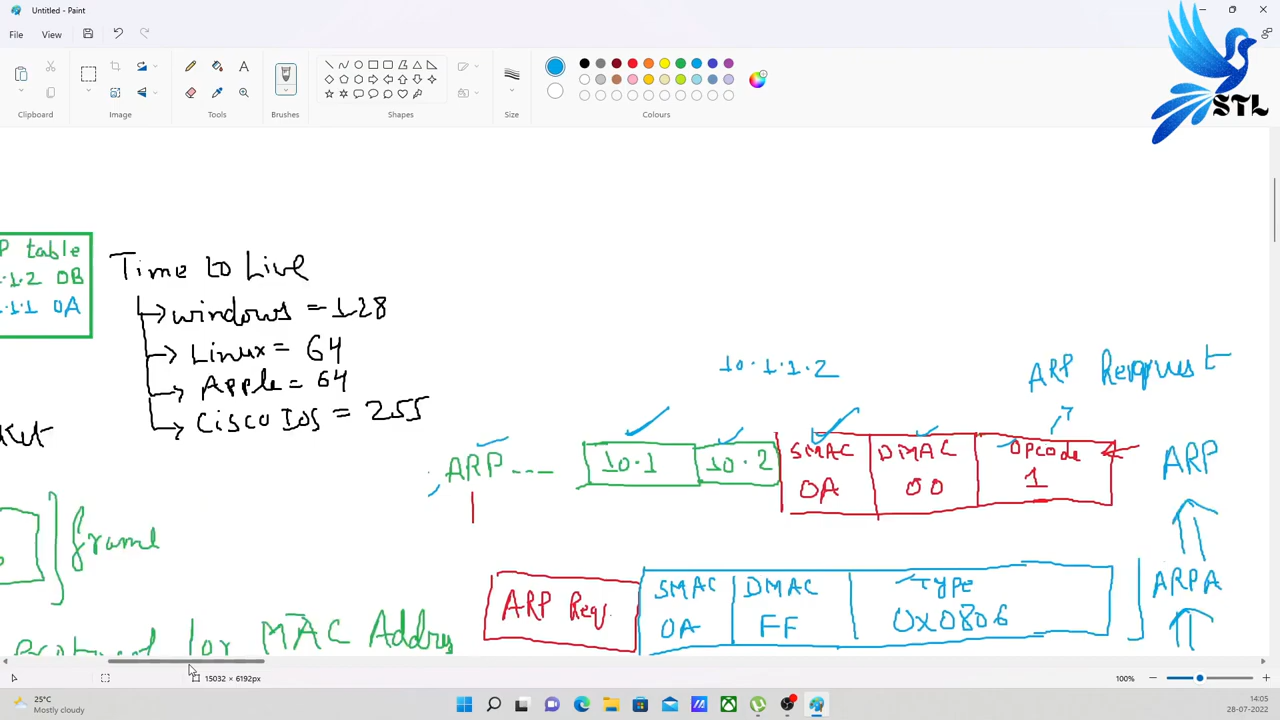 Untitled - Paint
File View
Clipboard
Image
Tools
Brushes
Shapes
Size
Colours
STL
P table
.1.2 OB
.1.1 OA
Time to Live
windows = 128
Linux = 64
Apple = 64
Cisco IOS = 255
10.1.1.2
ARP
ARP ---
10.1
10.2
SMAC
OA
DMAC
00
Opcode
1
ARP
frame
ARP Req.
SMAC
OA
DMAC
FF
Type
0x0806
ARPA
for MAC
15032 × 6192px
100%
25°C
Mostly cloudy
14:05
28-07-2022